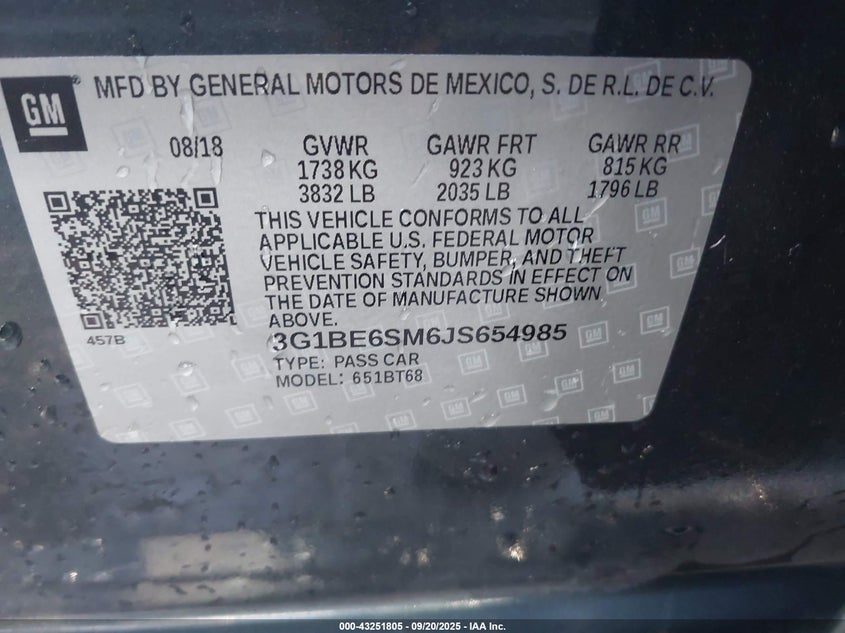 GM
MFD BY GENERAL MOTORS DE MEXICO, S. DE R.L. DE C.V.
08/18 GVWR GAWR FRT GAWR RR
1738 KG 923 KG 815 KG
3832 LB 2035 LB 1796 LB
THIS VEHICLE CONFORMS TO ALL
APPLICABLE U.S. FEDERAL MOTOR
VEHICLE SAFETY, BUMPER, AND THEFT
PREVENTION STANDARDS IN EFFECT ON
THE DATE OF MANUFACTURE SHOWN
ABOVE.
457B
3G1BE6SM6JS654985
TYPE: PASS CAR
MODEL: 651BT68
000-43251805 - 09/20/2025 - IAA Inc.